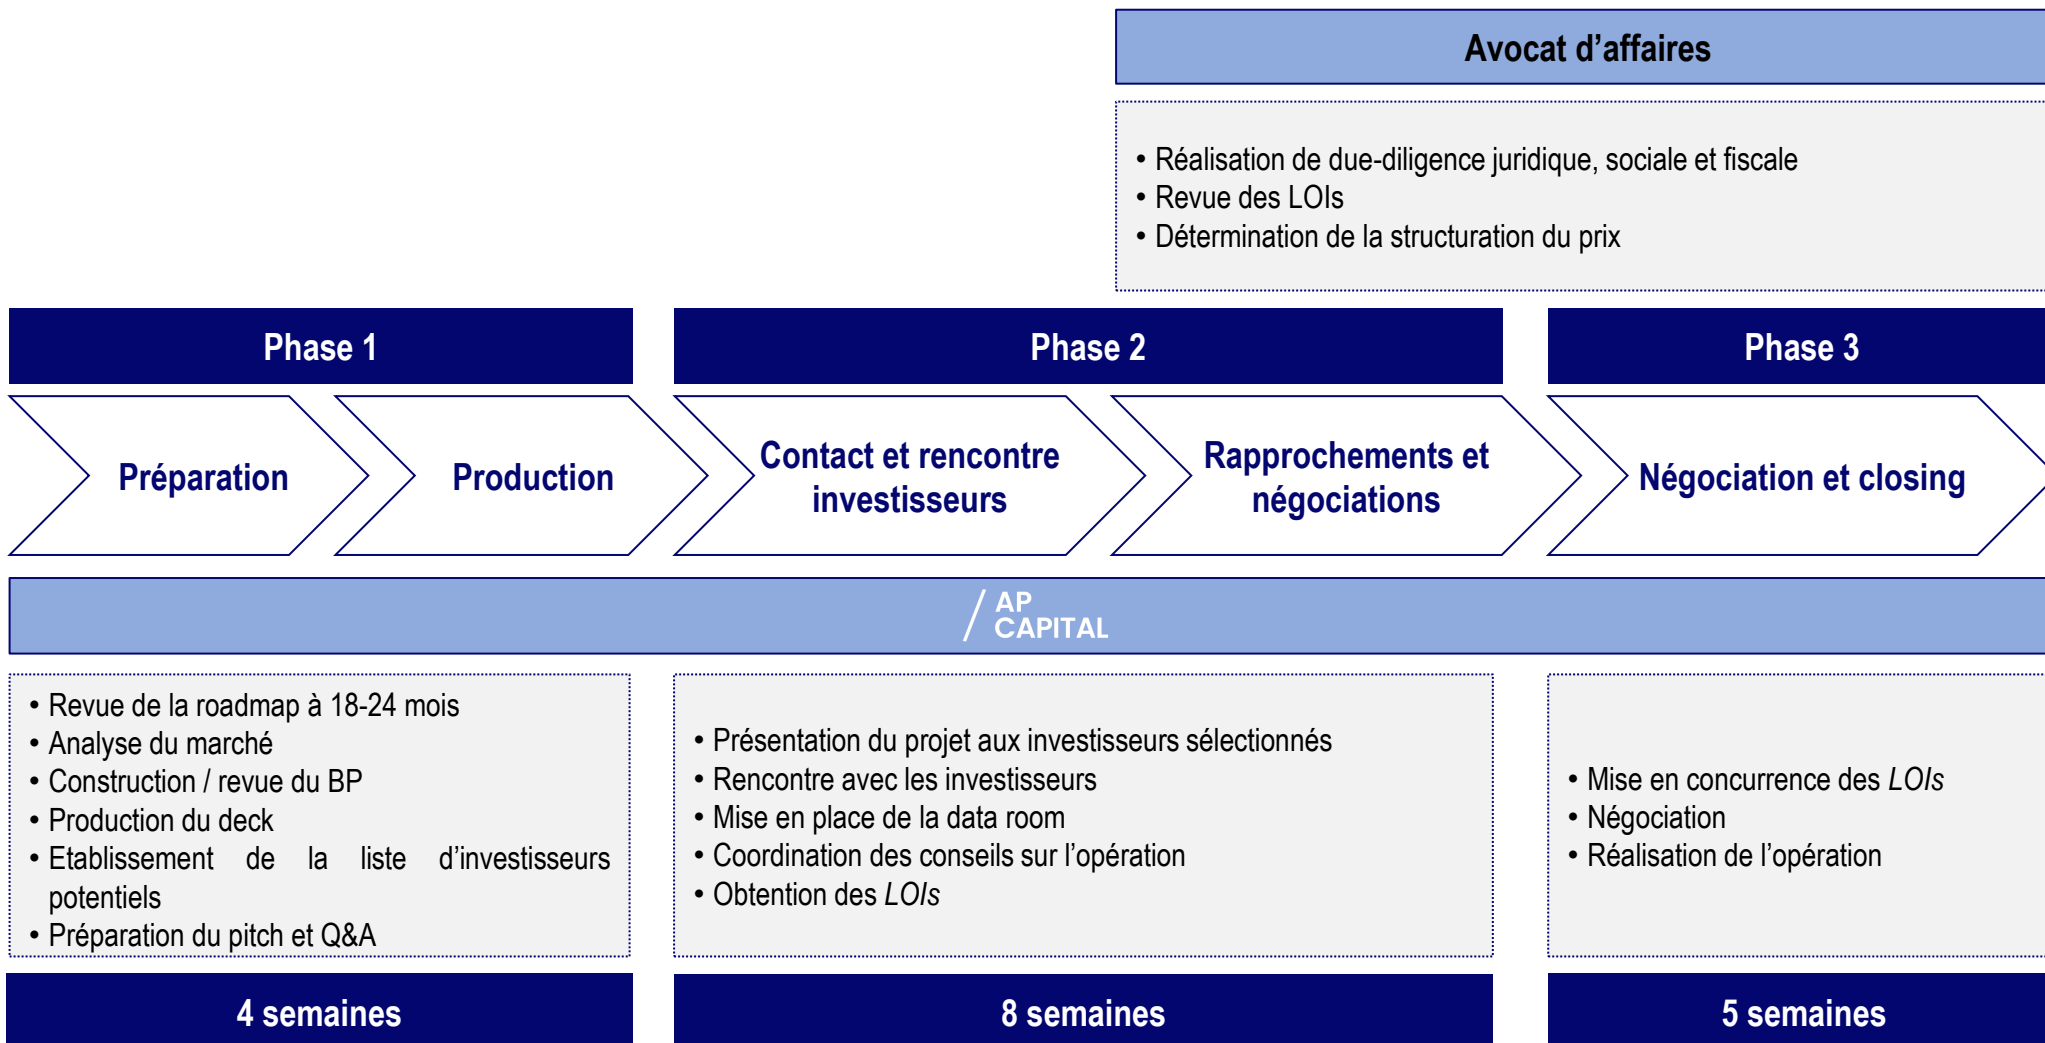 Avocat d’affaires
• Réalisation de due-diligence juridique, sociale et fiscale
• Revue des LOIs
• Détermination de la structuration du prix
Phase 1
Phase 2
Phase 3
Préparation
Production
Contact et rencontre
investisseurs
Rapprochements et
négociations
Négociation et closing
AP
CAPITAL
• Revue de la roadmap à 18-24 mois
• Analyse du marché
• Construction / revue du BP
• Production du deck
• Etablissement de la liste d’investisseurs
potentiels
• Préparation du pitch et Q&A
• Présentation du projet aux investisseurs sélectionnés
• Rencontre avec les investisseurs
• Mise en place de la data room
• Coordination des conseils sur l’opération
• Obtention des LOIs
• Mise en concurrence des LOIs
• Négociation
• Réalisation de l’opération
4 semaines
8 semaines
5 semaines